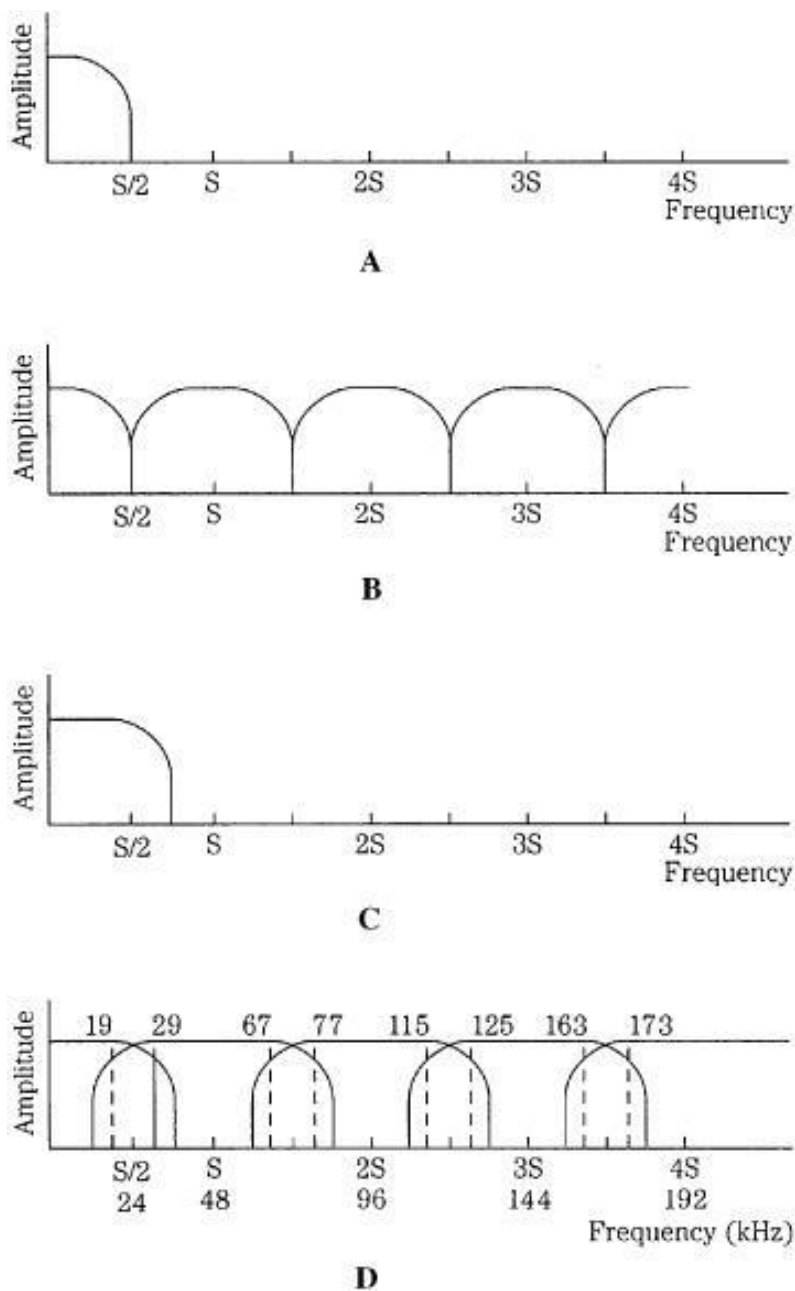 Amplitude
S/2 S 2S 3S 4S
Frequency
A
Amplitude
S/2 S 2S 3S 4S
Frequency
B
Amplitude
S/2 S 2S 3S 4S
Frequency
C
19 29 67 77 115 125 163 173
Amplitude
S/2 S 2S 3S 4S
24 48 96 144 192
Frequency (kHz)
D